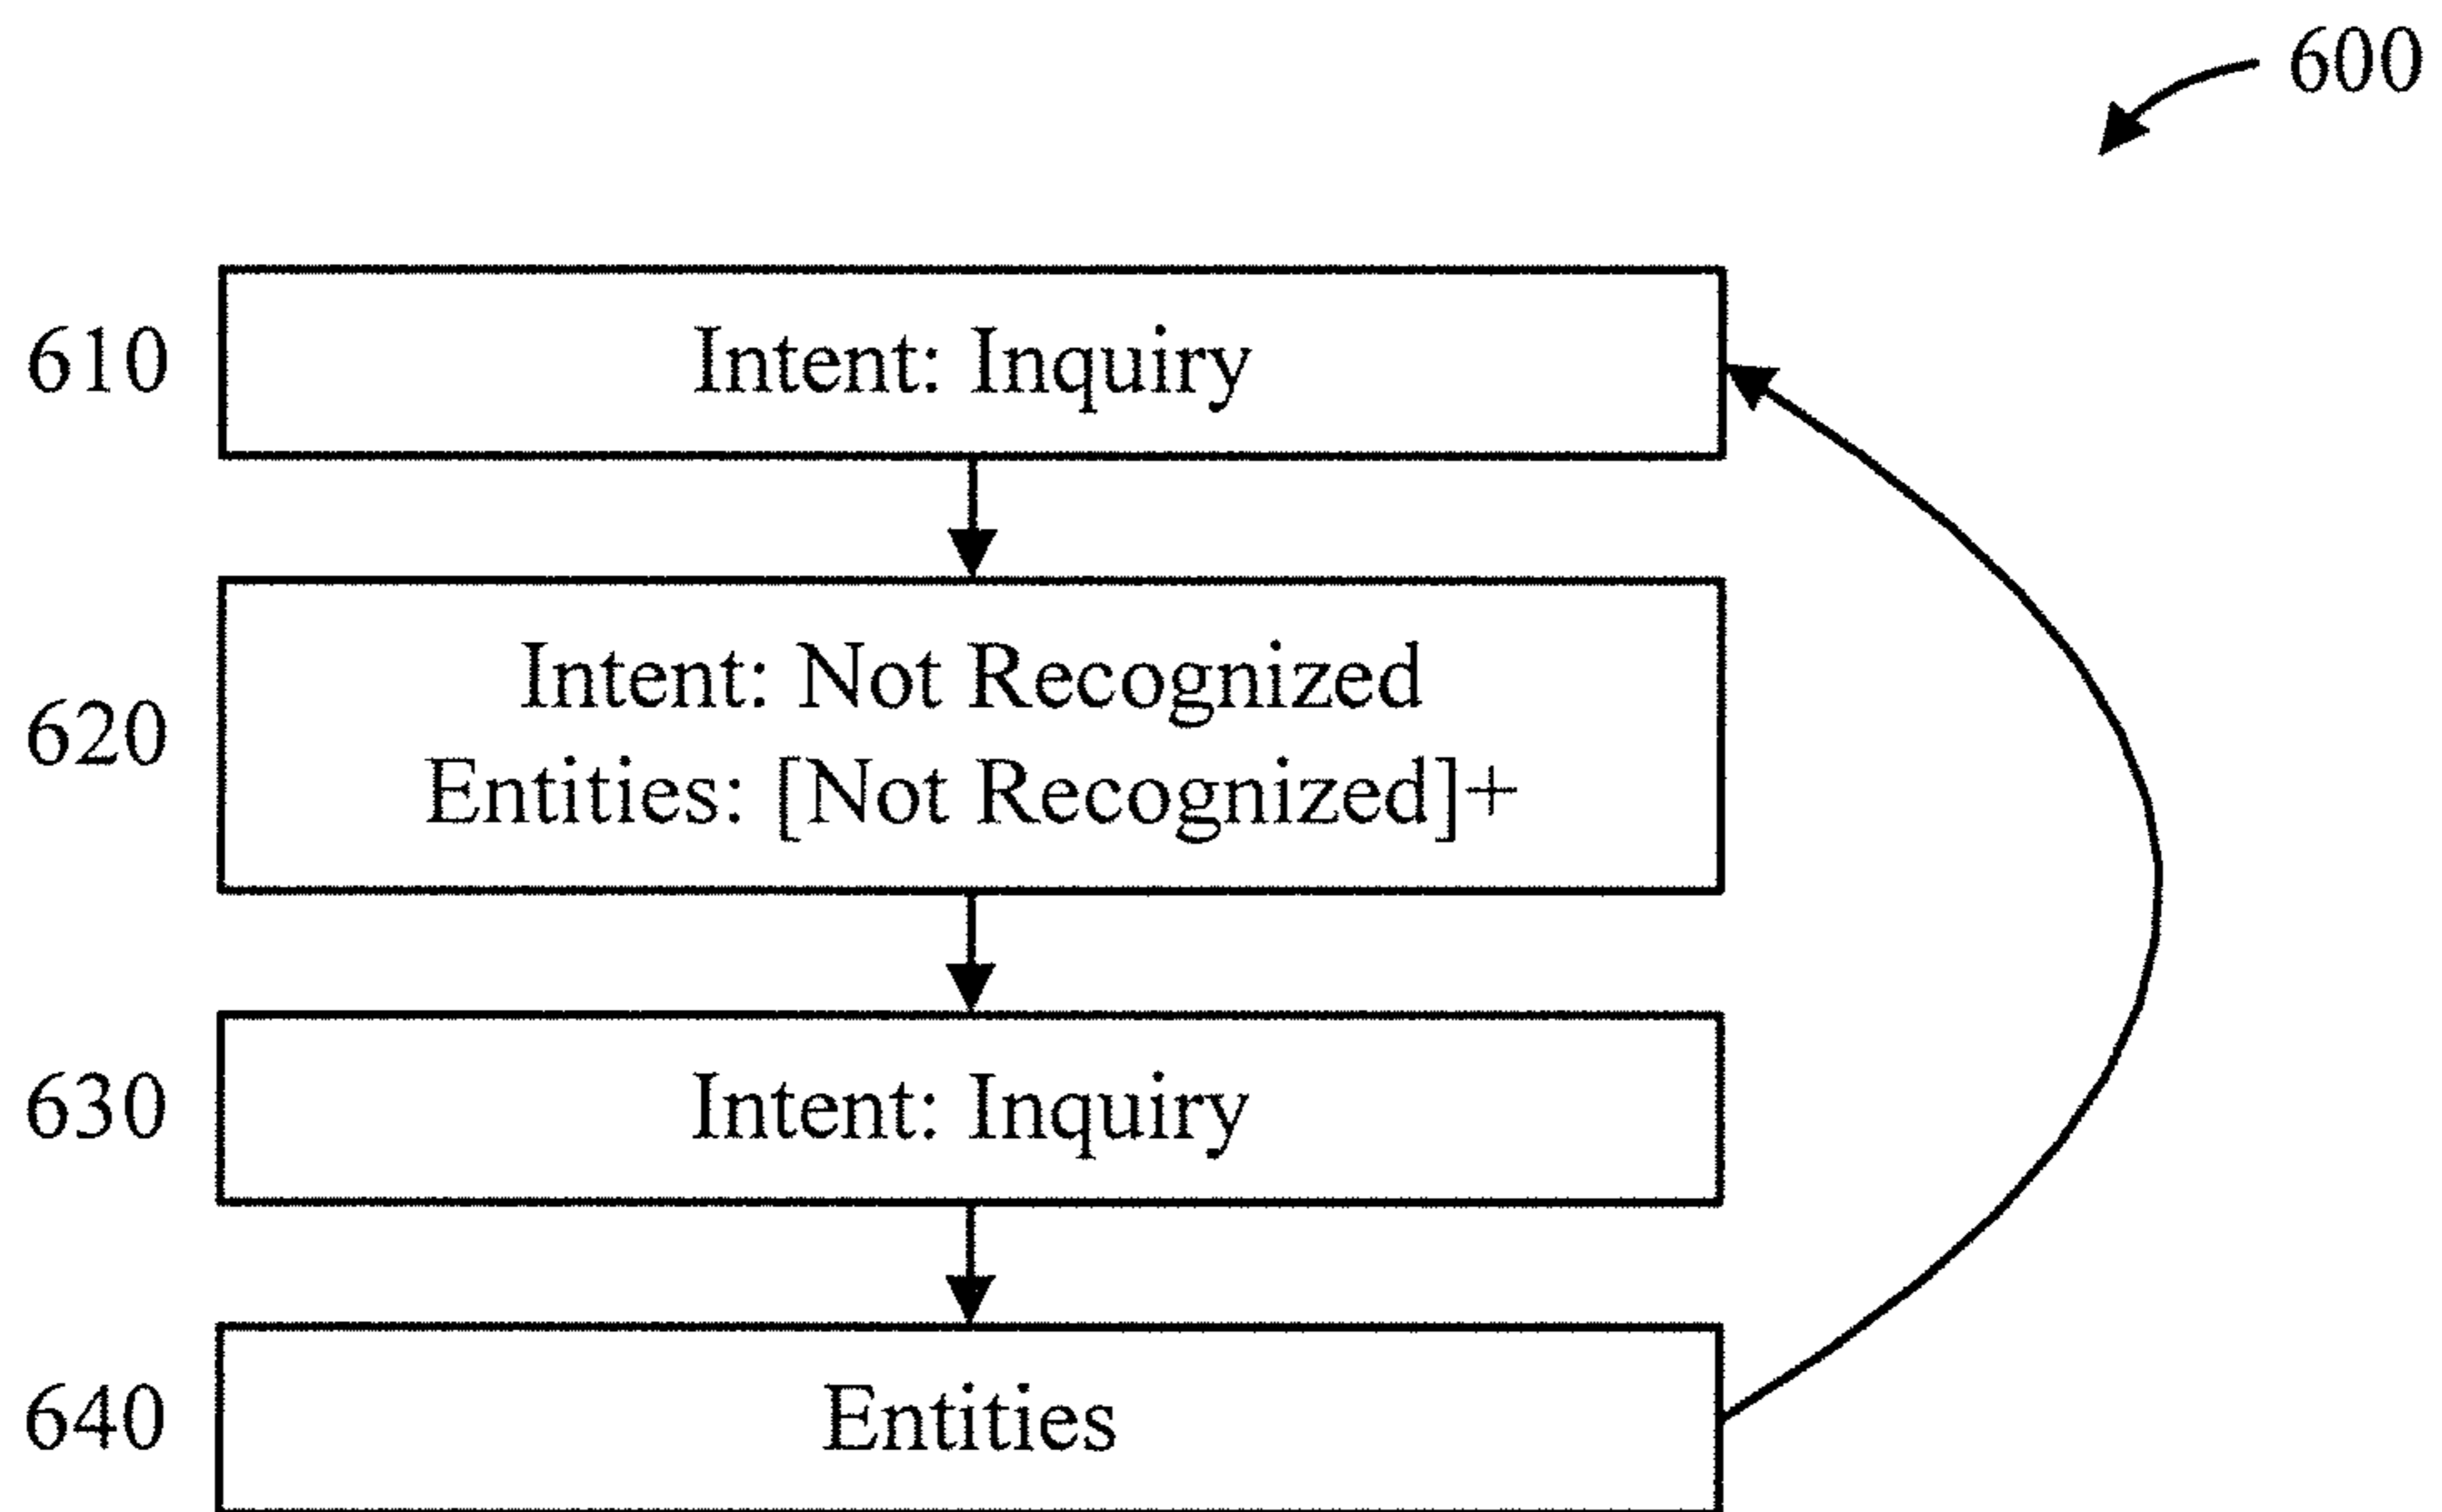 600
610
Intent: Inquiry
620
Intent: Not Recognized
Entities: [Not Recognized]+
630
Intent: Inquiry
640
Entities